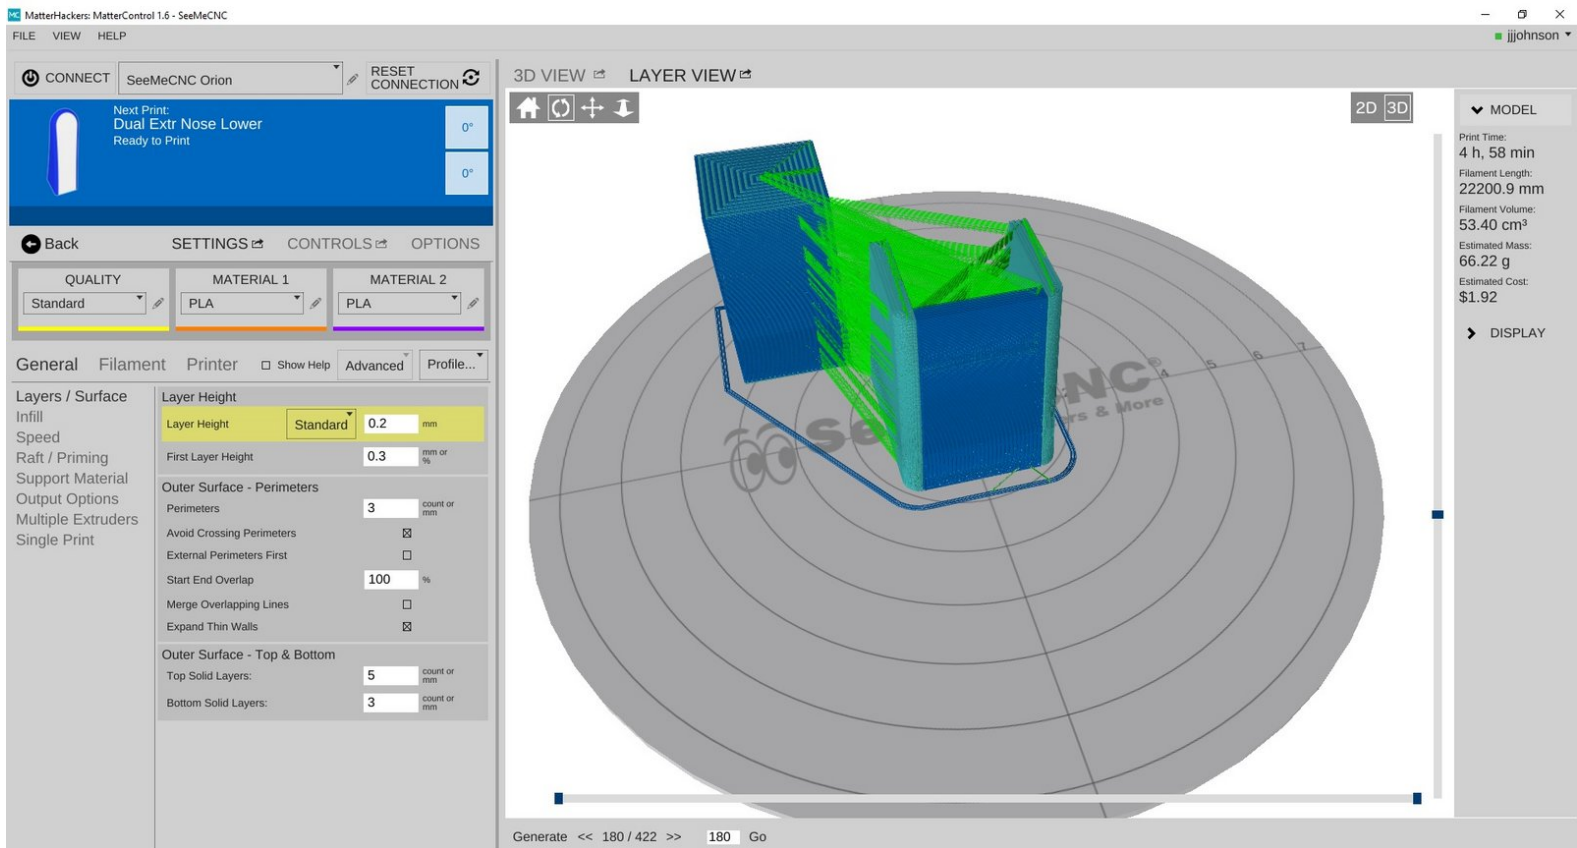 MatterHackers: MatterControl 1.6 - SeeMeCNC
FILE VIEW HELP
jjjohnson
CONNECT
SeeMeCNC Orion
RESET
CONNECTION
Next Print:
Dual Extr Nose Lower
Ready to Print
0°
0°
Back
SETTINGS
CONTROLS
OPTIONS
QUALITY
MATERIAL 1
MATERIAL 2
Standard
PLA
PLA
General
Filament
Printer
Show Help
Advanced
Profile...
Layers / Surface
Infill
Speed
Raft / Priming
Support Material
Output Options
Multiple Extruders
Single Print
Layer Height
Layer Height Standard 0.2 mm
First Layer Height 0.3 mm or %
Outer Surface - Perimeters
Perimeters 3 count or mm
Avoid Crossing Perimeters
External Perimeters First
Start End Overlap 100 %
Merge Overlapping Lines
Expand Thin Walls
Outer Surface - Top & Bottom
Top Solid Layers: 5 count or mm
Bottom Solid Layers: 3 count or mm
3D VIEW
LAYER VIEW
2D 3D
NC®
ers & More
4 5 6 7
Generate << 180 / 422 >> 180 Go
MODEL
Print Time:
4 h, 58 min
Filament Length:
22200.9 mm
Filament Volume:
53.40 cm³
Estimated Mass:
66.22 g
Estimated Cost:
$1.92
DISPLAY